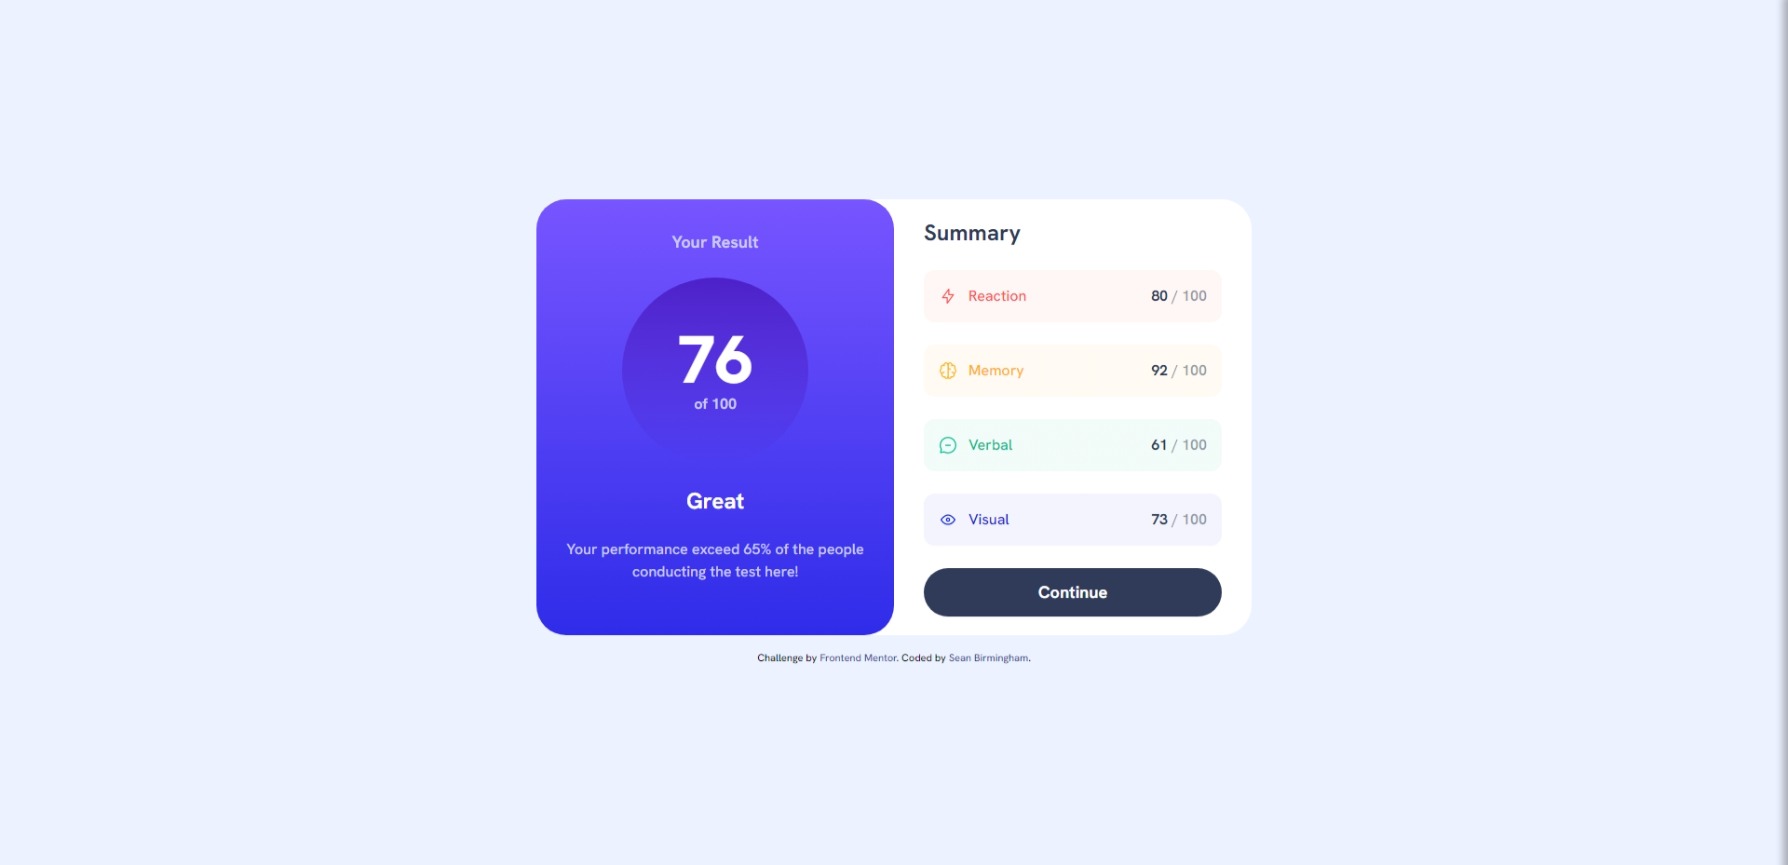 Your Result
76
of 100
Great
Your performance exceed 65% of the people
conducting the test here!
Summary
Reaction 80 / 100
Memory 92 / 100
Verbal 61 / 100
Visual 73 / 100
Continue
Challenge by Frontend Mentor. Coded by Sean Birmingham.